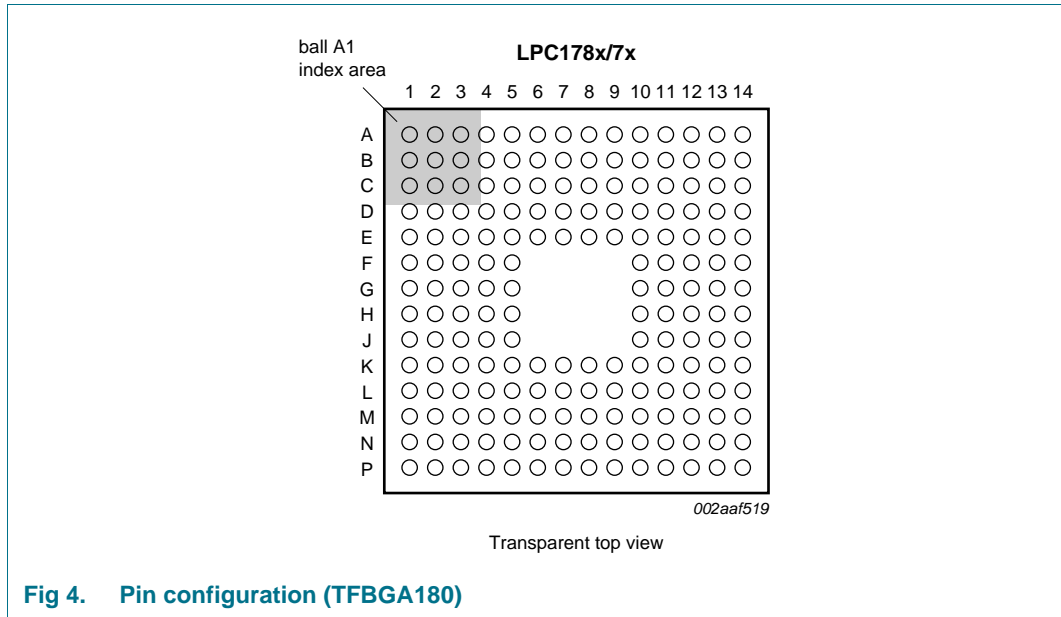 ball A1
index area
LPC178x/7x
1 2 3 4 5 6 7 8 9 10 11 12 13 14
A
B
C
D
E
F
G
H
J
K
L
M
N
P
002aaf519
Transparent top view
Fig 4. Pin configuration (TFBGA180)